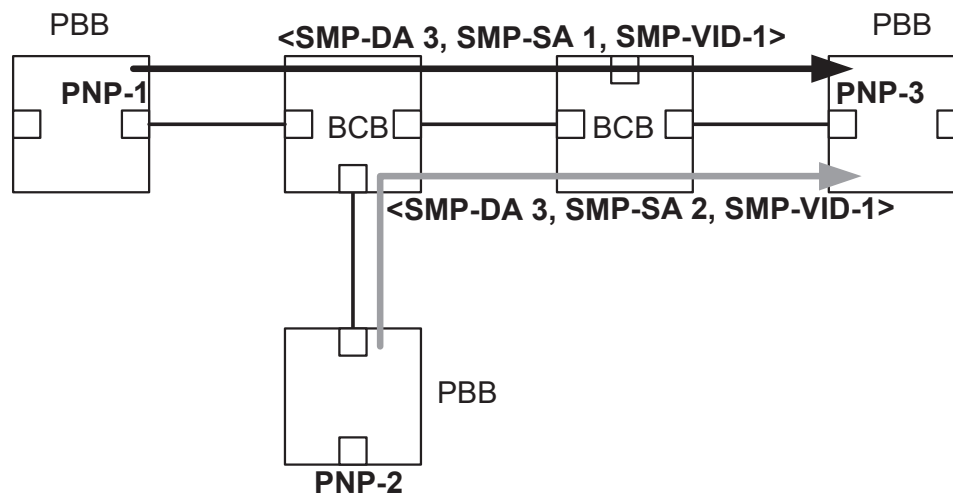 PBB
<SMP-DA 3, SMP-SA 1, SMP-VID-1>
PBB
PNP-1
PNP-3
BCB
BCB
<SMP-DA 3, SMP-SA 2, SMP-VID-1>
PBB
PNP-2